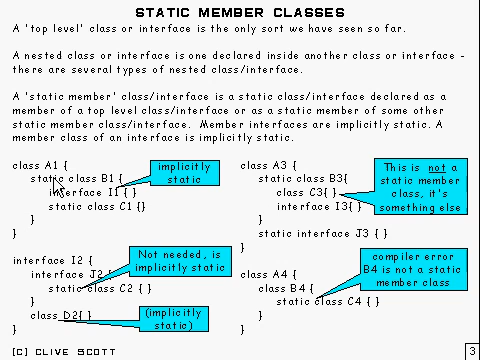 STATIC MEMBER CLASSES
A 'top level' class or interface is the only sort we have seen so far.
A nested class or interface is one declared inside another class or interface -
there are several types of nested class/interface.
A 'static member' class/interface is a static class/interface declared as a
member of a top level class/interface or as a static member of some other
static member class/interface. Member interfaces are implicitly static. A
member class of an interface is implicitly static.
class A1 {
static class B1 {
interface I1 { }
static class C1 {}
}
}
implicitly
static
interface I2 {
interface J2 {
static class C2 { }
}
class D2{ }
}
Not needed, is
implicitly static
(implicitly
static)
class A3 {
static class B3{
class C3{ }
interface I3{ }
}
static interface J3 { }
}
This is not a
static member
class, it's
something else
class A4 {
class B4 {
static class C4 { }
}
}
compiler error
B4 is not a static
member class
(C) CLIVE SCOTT
3